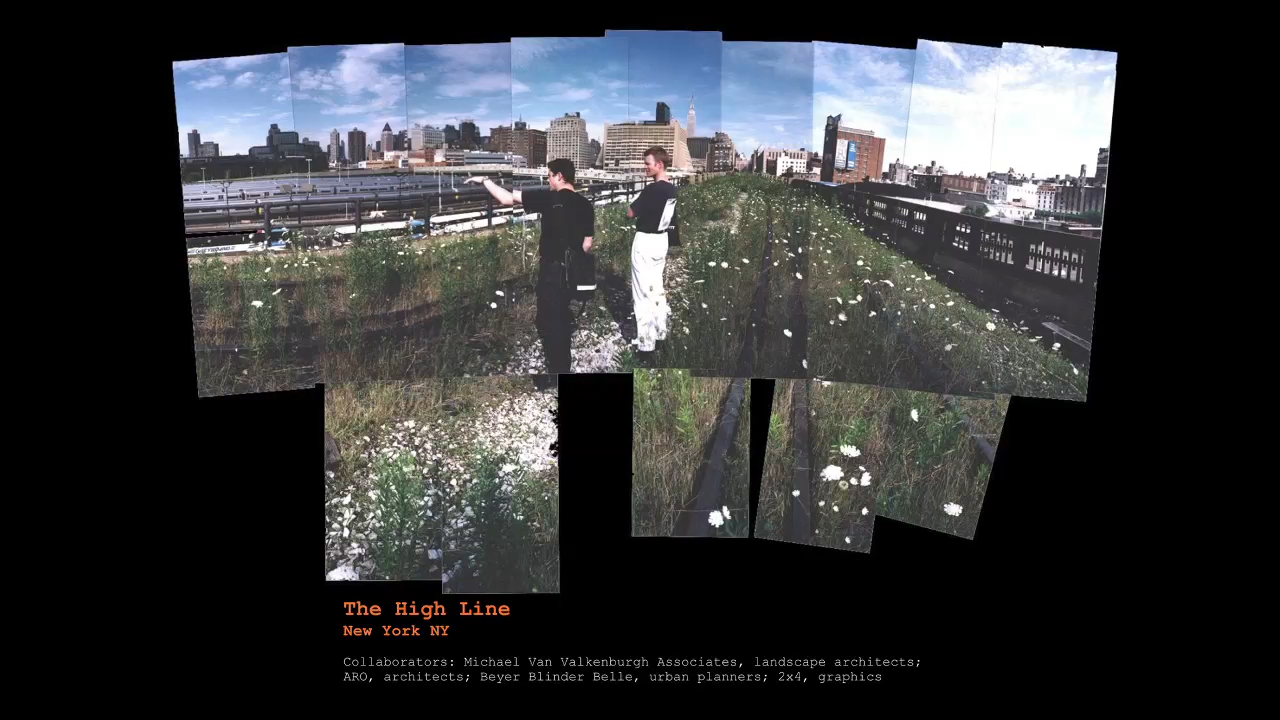 The High Line
New York NY
Collaborators: Michael Van Valkenburgh Associates, landscape architects;
ARO, architects; Beyer Blinder Belle, urban planners; 2x4, graphics